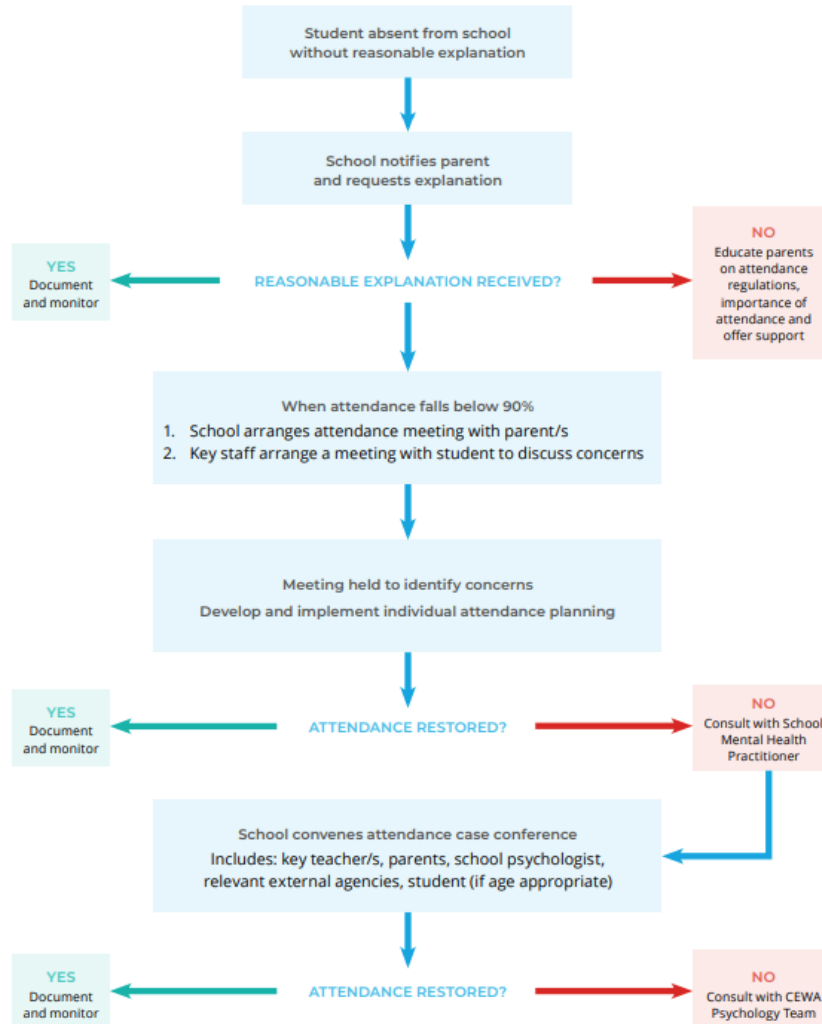 Student absent from school
without reasonable explanation
School notifies parent
and requests explanation
YES
Document
and monitor
REASONABLE EXPLANATION RECEIVED?
NO
Educate parents
on attendance
regulations,
importance of
attendance and
offer support
When attendance falls below 90%
1. School arranges attendance meeting with parent/s
2. Key staff arrange a meeting with student to discuss concerns
Meeting held to identify concerns
Develop and implement individual attendance planning
YES
Document
and monitor
ATTENDANCE RESTORED?
NO
Consult with School
Mental Health
Practitioner
School convenes attendance case conference
Includes: key teacher/s, parents, school psychologist,
relevant external agencies, student (if age appropriate)
YES
Document
and monitor
ATTENDANCE RESTORED?
NO
Consult with CEWA
Psychology Team